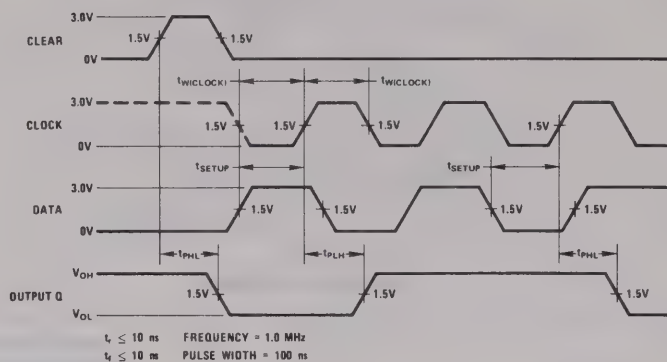 3.0V
CLEAR
1.5V
1.5V
0V
tW(CLOCK)
tW(CLOCK)
3.0V
CLOCK
1.5V
1.5V
1.5V
1.5V
0V
tSETUP
tSETUP
3.0V
DATA
1.5V
1.5V
1.5V
1.5V
0V
tPHL
tPLH
tPHL
VOH
OUTPUT Q
1.5V
1.5V
1.5V
VOL
tr ≤ 10 ns FREQUENCY = 1.0 MHz
tf ≤ 10 ns PULSE WIDTH = 100 ns